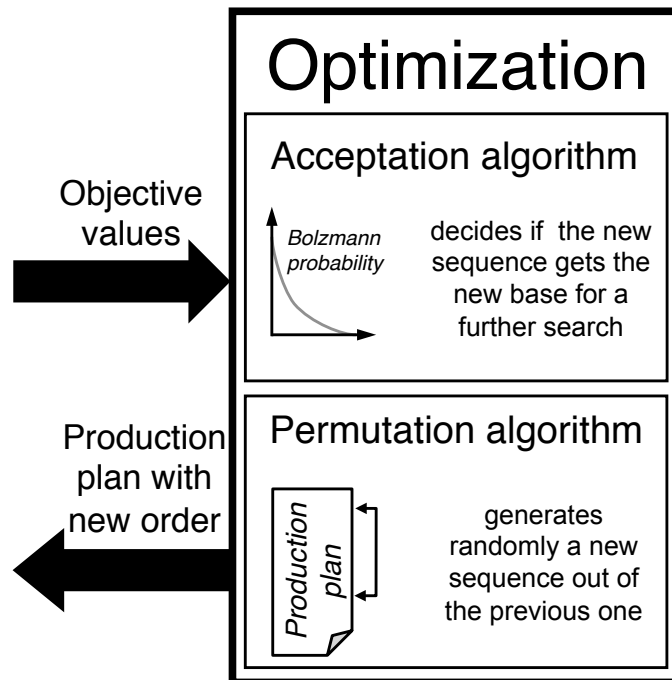 Optimization
Acceptation algorithm
Objective
values
Bolzmann
probability
decides if the new
sequence gets the
new base for a
further search
Production
plan with
new order
Permutation algorithm
Production
plan
generates
randomly a new
sequence out of
the previous one